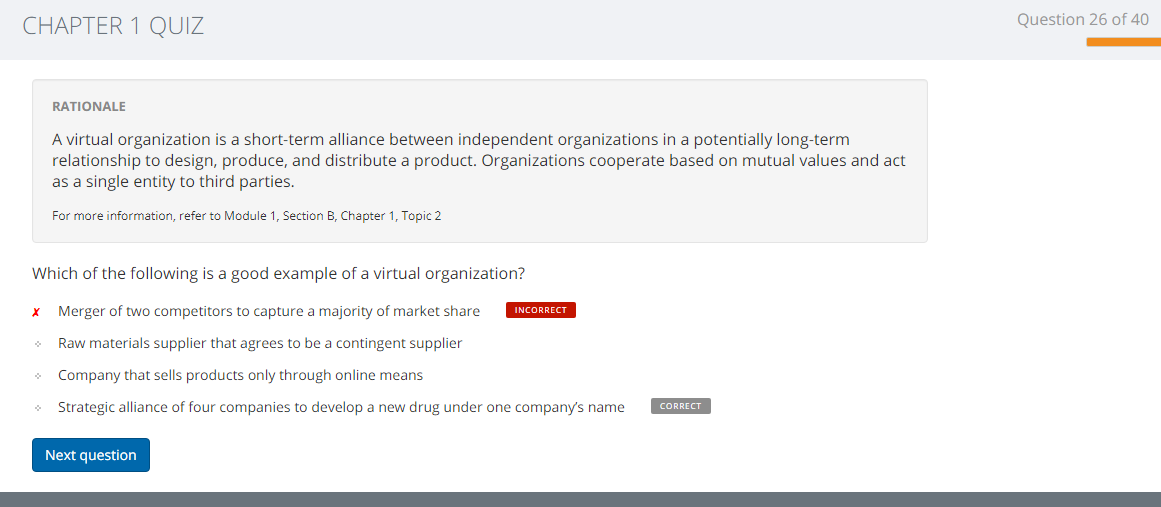 CHAPTER 1 QUIZ
Question 26 of 40
RATIONALE
A virtual organization is a short-term alliance between independent organizations in a potentially long-term
relationship to design, produce, and distribute a product. Organizations cooperate based on mutual values and act
as a single entity to third parties.
For more information, refer to Module 1, Section B, Chapter 1, Topic 2
Which of the following is a good example of a virtual organization?
✗ Merger of two competitors to capture a majority of market share INCORRECT
Raw materials supplier that agrees to be a contingent supplier
Company that sells products only through online means
Strategic alliance of four companies to develop a new drug under one company’s name CORRECT
Next question